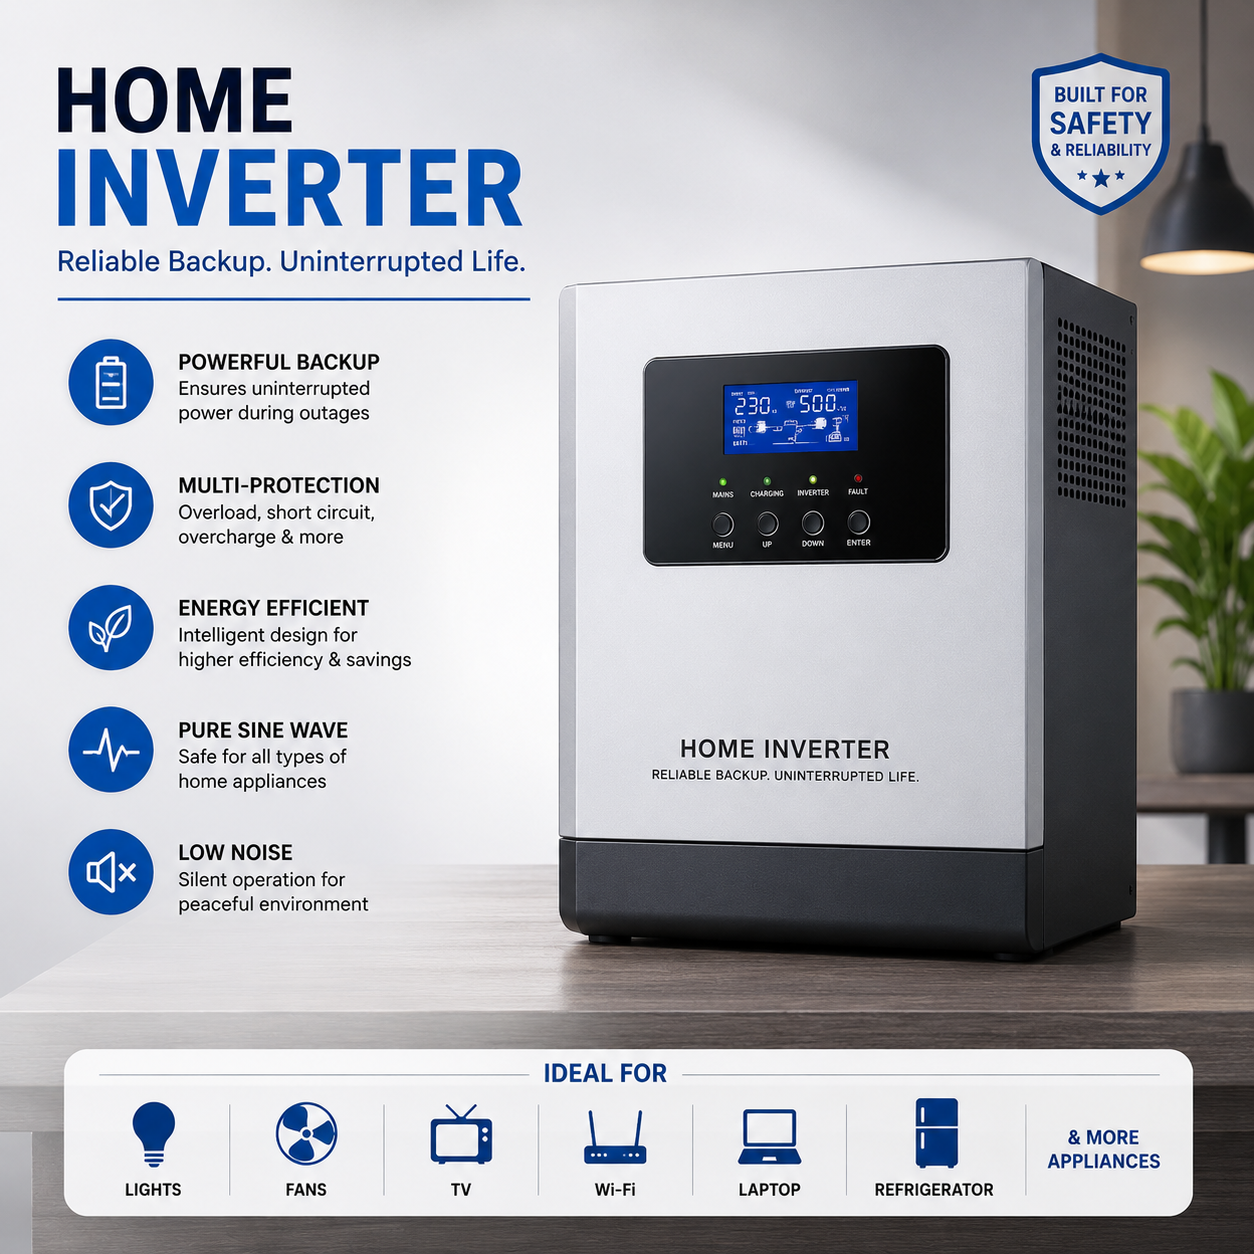 HOME
INVERTER
Reliable Backup. Uninterrupted Life.
BUILT FOR
SAFETY
& RELIABILITY
POWERFUL BACKUP
Ensures uninterrupted
power during outages
MULTI-PROTECTION
Overload, short circuit,
overcharge & more
ENERGY EFFICIENT
Intelligent design for
higher efficiency & savings
PURE SINE WAVE
Safe for all types of
home appliances
LOW NOISE
Silent operation for
peaceful environment
230 500
MAINS CHARGING INVERTER FAULT
MENU UP DOWN ENTER
HOME INVERTER
RELIABLE BACKUP. UNINTERRUPTED LIFE.
IDEAL FOR
LIGHTS
FANS
TV
Wi-Fi
LAPTOP
REFRIGERATOR
& MORE
APPLIANCES